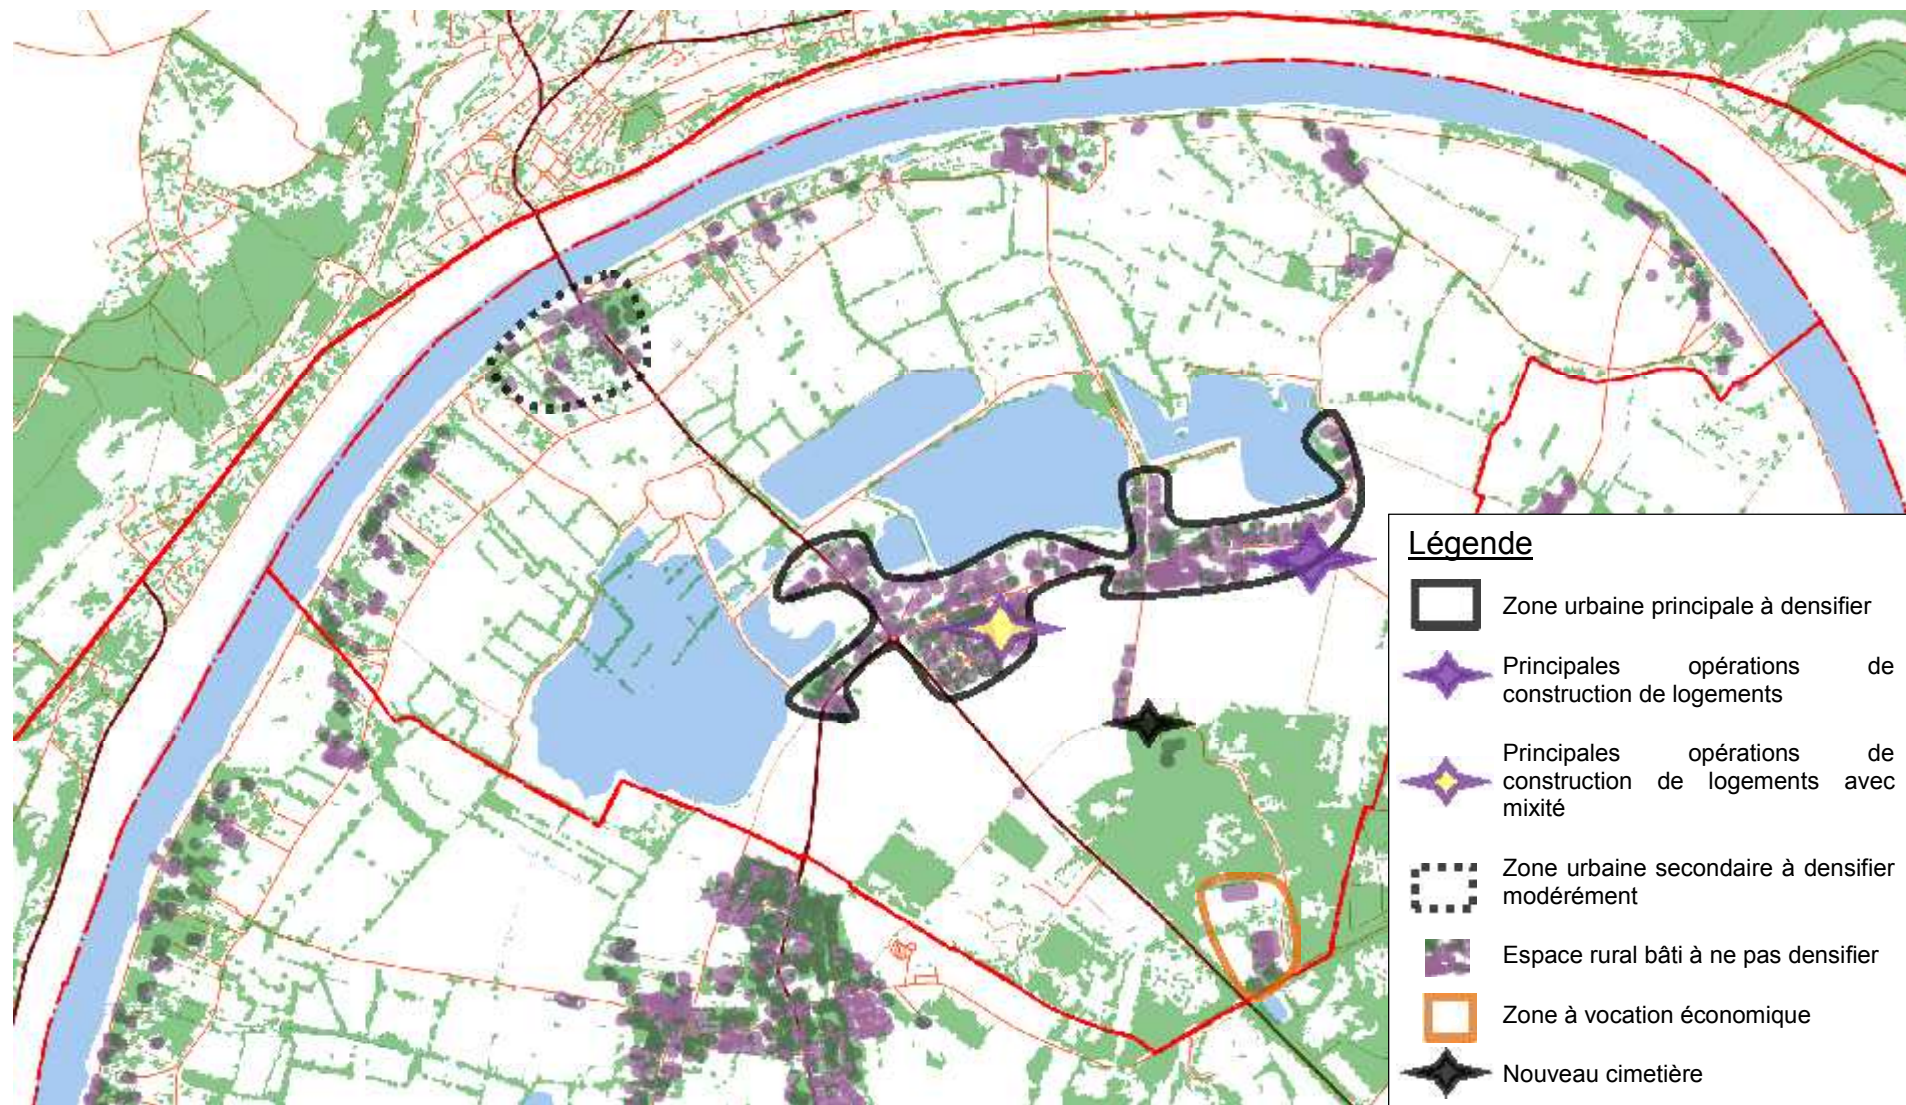 Légende
Zone urbaine principale à densifier
Principales opérations de
construction de logements
Principales opérations de
construction de logements avec
mixité
Zone urbaine secondaire à densifier
modérément
Espace rural bâti à ne pas densifier
Zone à vocation économique
Nouveau cimetière